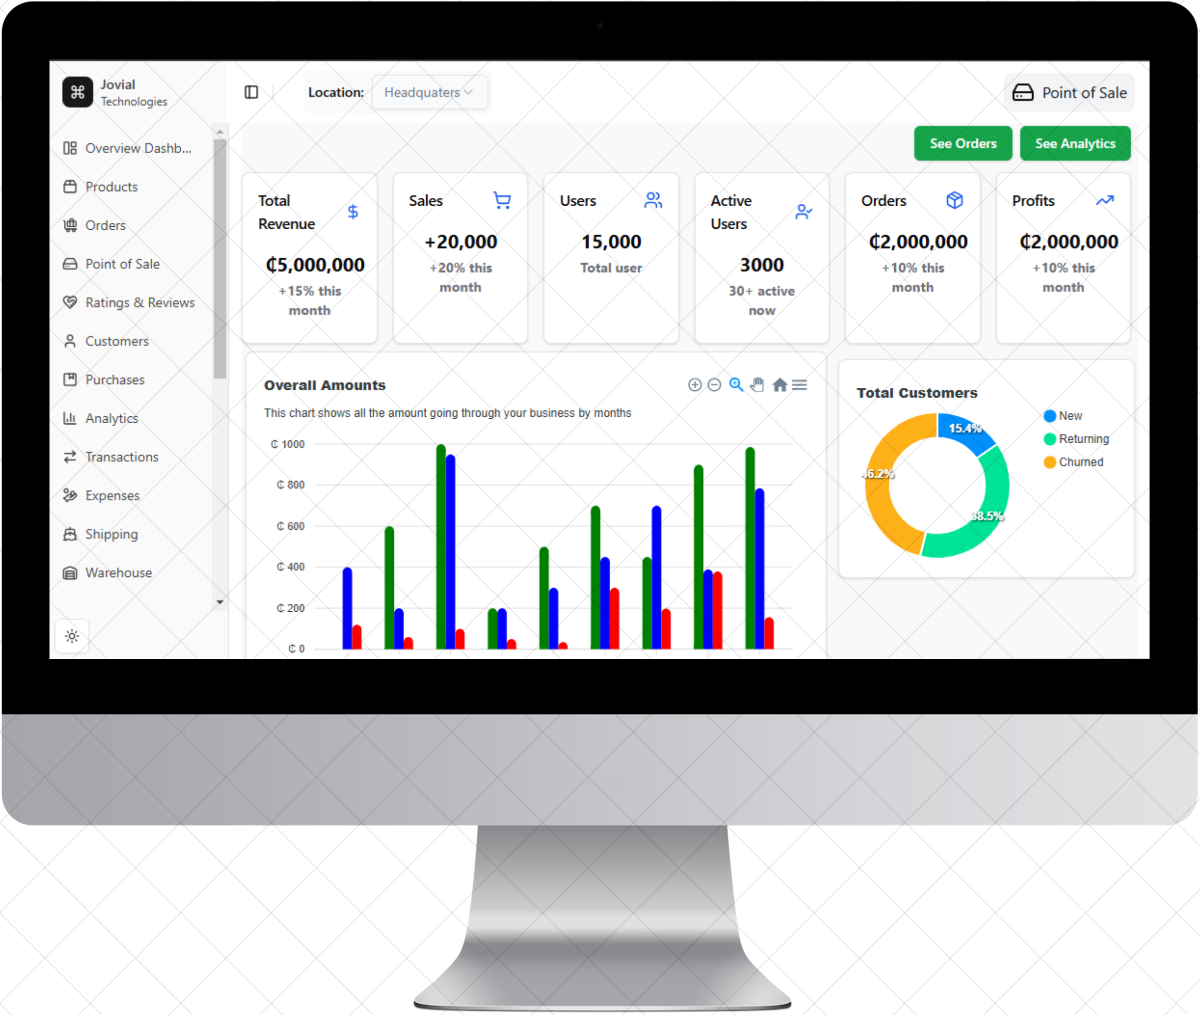 Jovial
Technologies
Location:
Headquaters
Point of Sale
Overview Dashb...
Products
Orders
Point of Sale
Ratings & Reviews
Customers
Purchases
Analytics
Transactions
Expenses
Shipping
Warehouse
See Orders
See Analytics
Total
Revenue
₵5,000,000
+15% this
month
Sales
+20,000
+20% this
month
Users
15,000
Total user
Active
Users
3000
30+ active
now
Orders
₵2,000,000
+10% this
month
Profits
₵2,000,000
+10% this
month
Overall Amounts
This chart shows all the amount going through your business by months
₵ 1000
₵ 800
₵ 600
₵ 400
₵ 200
₵ 0
Total Customers
15.4%
38.5%
46.2%
New
Returning
Churned